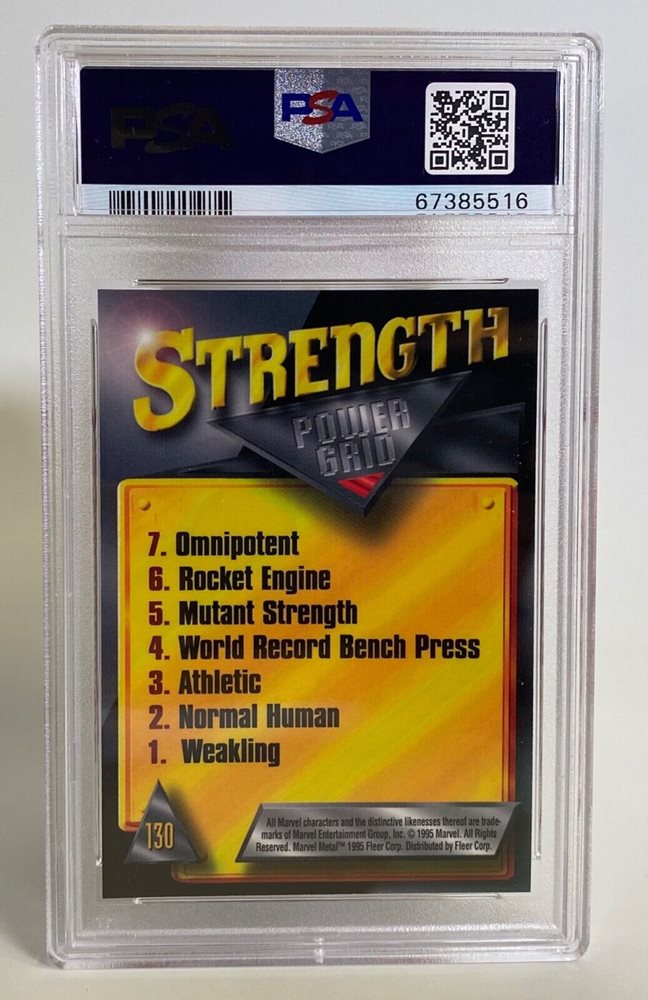 PSA
PSA
67385516
STRENGTH
POWER
GRID
7. Omnipotent
6. Rocket Engine
5. Mutant Strength
4. World Record Bench Press
3. Athletic
2. Normal Human
1. Weakling
130
All Marvel characters and the distinctive likenesses thereof are trade-
marks of Marvel Entertainment Group, Inc. © 1995 Marvel. All Rights
Reserved. Marvel Metal™ 1995 Fleer Corp. Distributed by Fleer Corp.